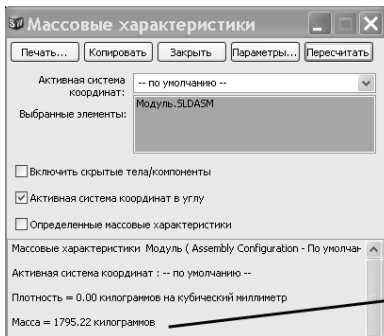 Массовые характеристики
Печать... Копировать Закрыть Параметры... Пересчитать
Активная система координат: -- по умолчанию --
Выбранные элементы: Модуль.SLDASM
Включить скрытые тела/компоненты
Активная система координат в углу
Определенные массовые характеристики
Массовые характеристики Модуль ( Assembly Configuration - По умолчан
Активная система координат : -- по умолчанию --
Плотность = 0.00 килограммов на кубический миллиметр
Масса = 1795.22 килограммов